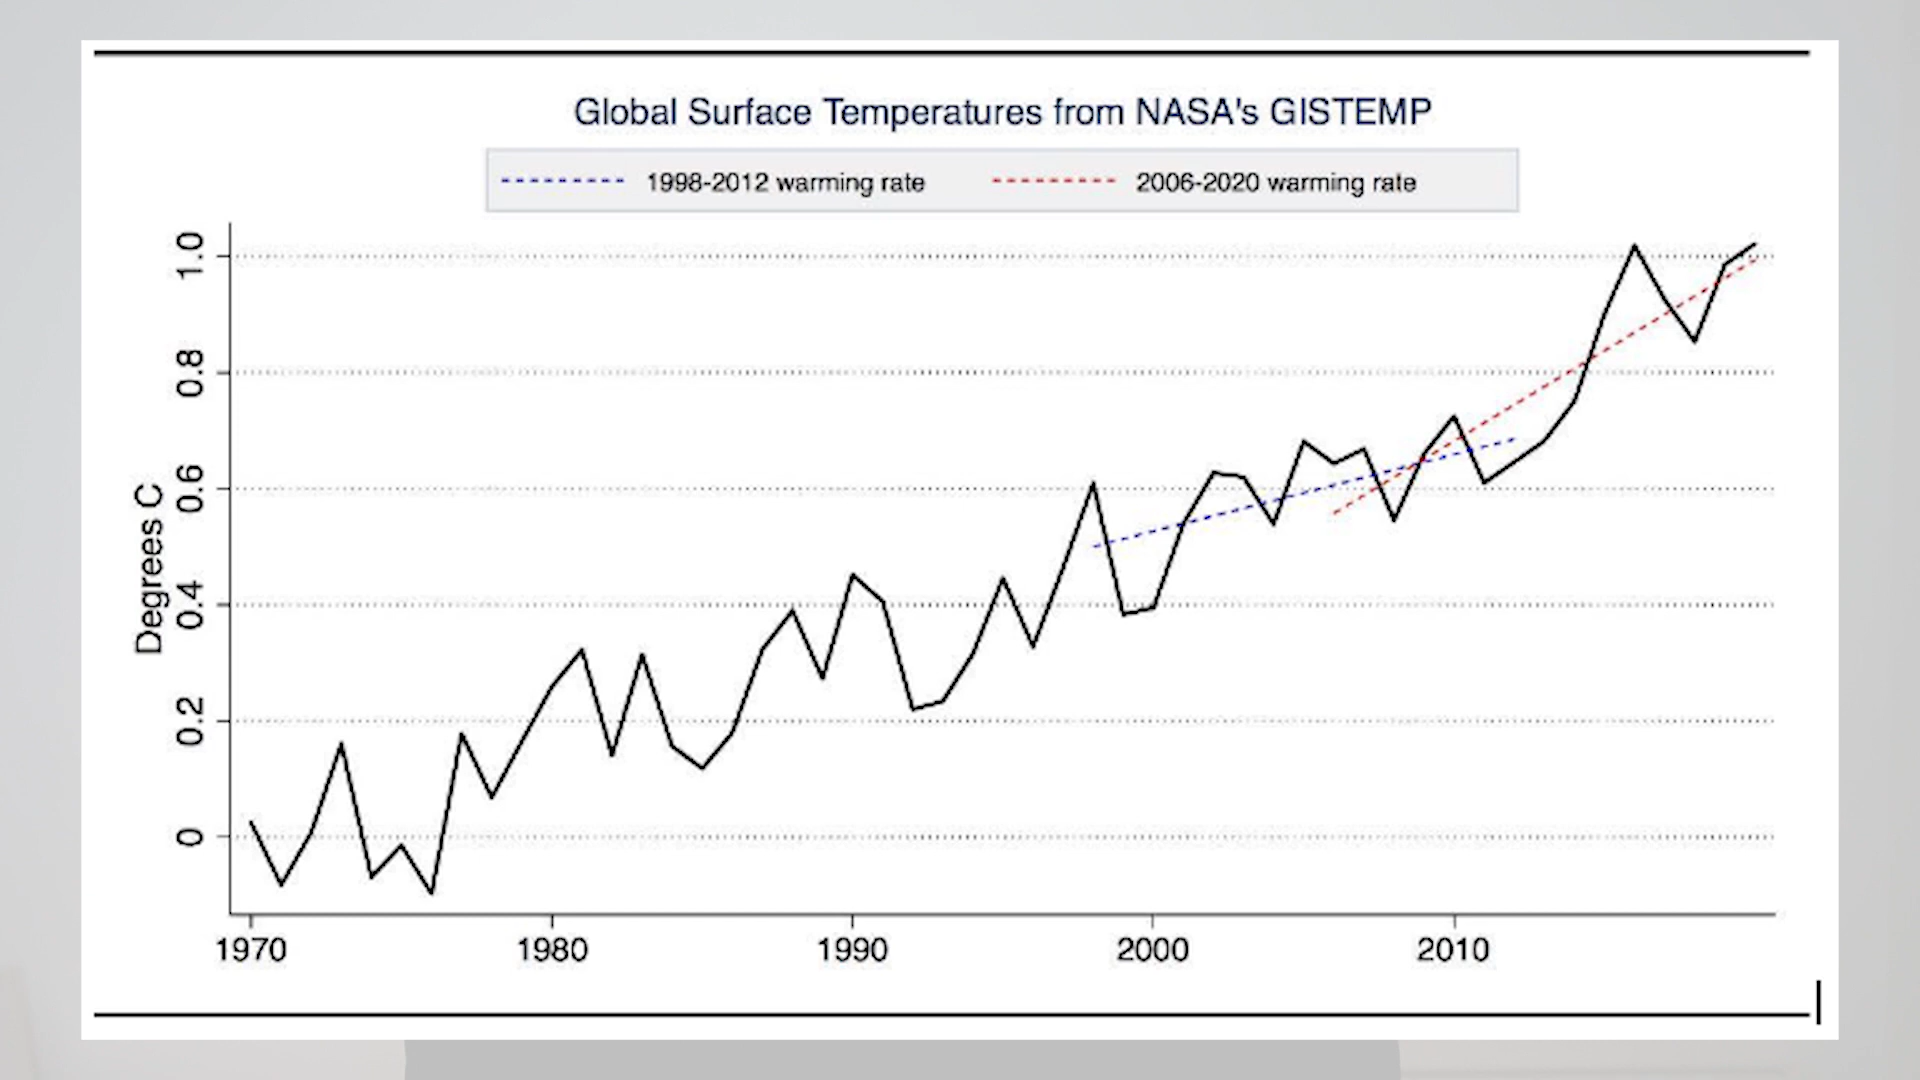 Global Surface Temperatures from NASA's GISTEMP
1998-2012 warming rate
2006-2020 warming rate
Degrees C
1.0
0.8
0.6
0.4
0.2
0
1970
1980
1990
2000
2010